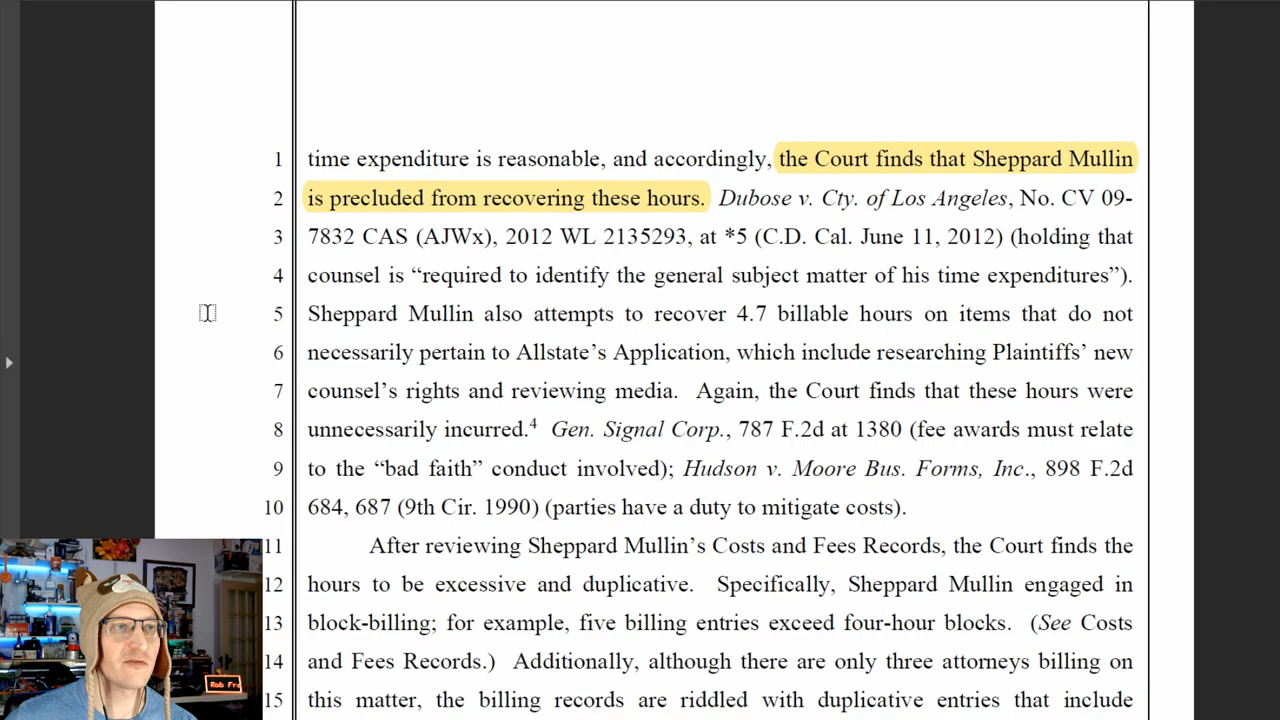 1 time expenditure is reasonable, and accordingly, the Court finds that Sheppard Mullin
2 is precluded from recovering these hours. Dubose v. Cty. of Los Angeles, No. CV 09-
3 7832 CAS (AJWx), 2012 WL 2135293, at *5 (C.D. Cal. June 11, 2012) (holding that
4 counsel is “required to identify the general subject matter of his time expenditures”).
5 Sheppard Mullin also attempts to recover 4.7 billable hours on items that do not
6 necessarily pertain to Allstate’s Application, which include researching Plaintiffs’ new
7 counsel’s rights and reviewing media. Again, the Court finds that these hours were
8 unnecessarily incurred.4 Gen. Signal Corp., 787 F.2d at 1380 (fee awards must relate
9 to the “bad faith” conduct involved); Hudson v. Moore Bus. Forms, Inc., 898 F.2d
10 684, 687 (9th Cir. 1990) (parties have a duty to mitigate costs).
11 After reviewing Sheppard Mullin’s Costs and Fees Records, the Court finds the
12 hours to be excessive and duplicative. Specifically, Sheppard Mullin engaged in
13 block-billing; for example, five billing entries exceed four-hour blocks. (See Costs
14 and Fees Records.) Additionally, although there are only three attorneys billing on
15 this matter, the billing records are riddled with duplicative entries that include
Rob Fre